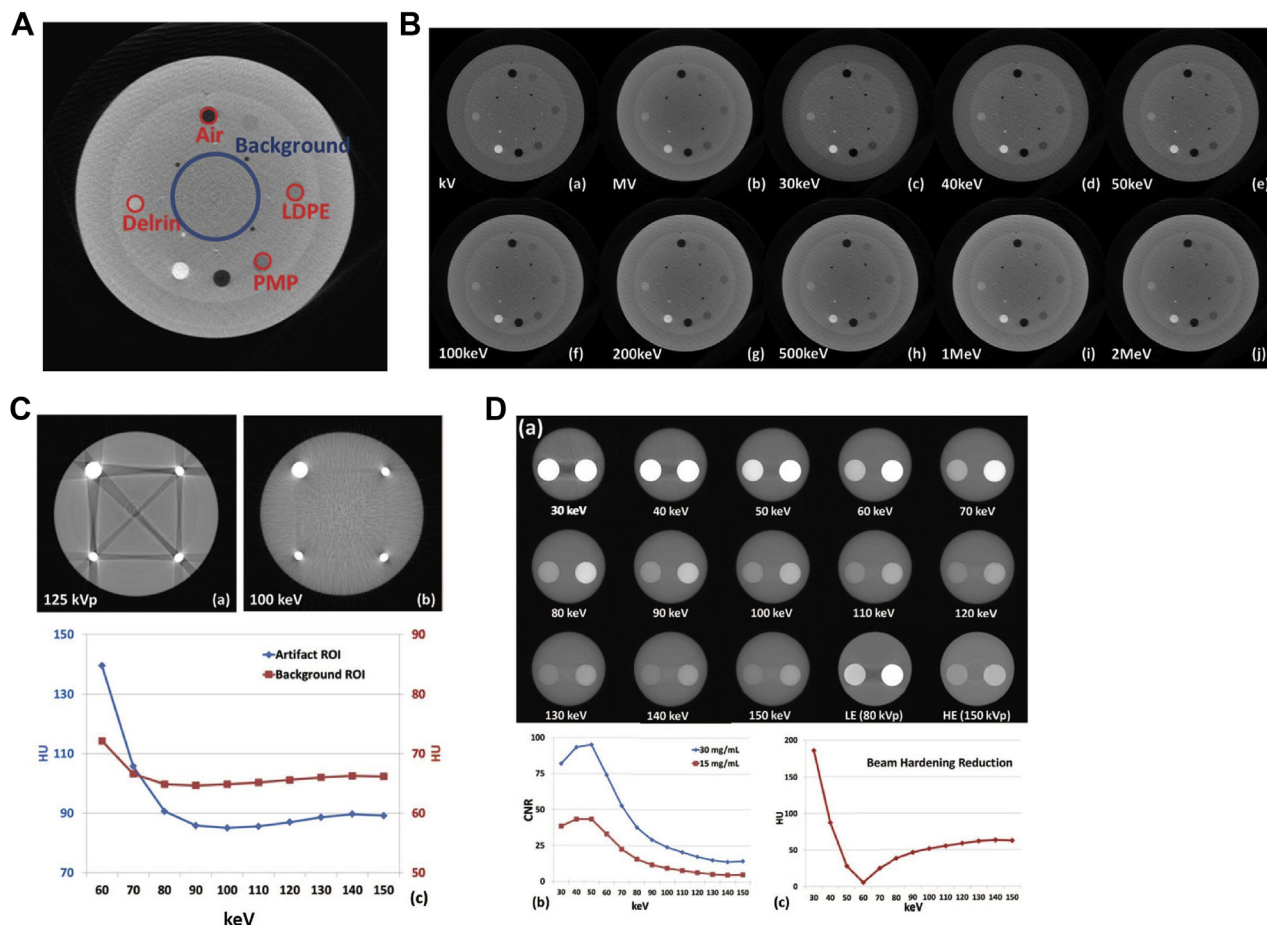 A
Air
Background
Delrin
LDPE
PMP
B
kV (a)
MV (b)
30keV (c)
40keV (d)
50keV (e)
100keV (f)
200keV (g)
500keV (h)
1MeV (i)
2MeV (j)
C
125 kVp (a)
100 keV (b)
150 90
Artifact ROI
Background ROI
130 80
HU 110 70 HU
90 60
70 50
60 70 80 90 100 110 120 130 140 150
(c)
keV
D
(a)
30 keV 40 keV 50 keV 60 keV 70 keV
80 keV 90 keV 100 keV 110 keV 120 keV
130 keV 140 keV 150 keV LE (80 kVp) HE (150 kVp)
100
30 mg/mL
15 mg/mL
75
CNR 50
25
0
30 40 50 60 70 80 90 100 110 120 130 140 150
(b) keV
200
Beam Hardening Reduction
150
HU 100
50
0
30 40 50 60 70 80 90 100 110 120 130 140 150
(c) keV